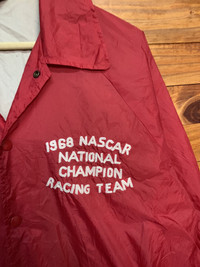 1968 NASCAR
NATIONAL
CHAMPION
RACING TEAM